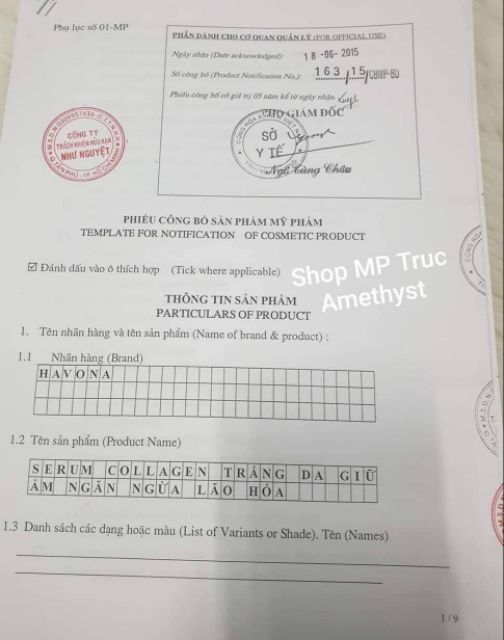 Phụ lục số 01-MP
PHẦN DÀNH CHO CƠ QUAN QUẢN LÝ (FOR OFFICIAL USE)
Ngày nhận (Date acknowledged): 18 -06- 2015
Số công bố (Product Notification No.): 163 / 15 /CBMP-BD
Phiếu công bố có giá trị 05 năm kể từ ngày nhận.
PHÓ GIÁM ĐỐC
SỞ
Y TẾ
Ngô Tùng Châu
CÔNG TY
TRÁCH NHIỆM HỮU HẠN
NHƯ NGUYỆT
PHIẾU CÔNG BỐ SẢN PHẨM MỸ PHẨM
TEMPLATE FOR NOTIFICATION OF COSMETIC PRODUCT
☑ Đánh dấu vào ô thích hợp (Tick where applicable)
Shop MP Truc
Amethyst
THÔNG TIN SẢN PHẨM
PARTICULARS OF PRODUCT
1. Tên nhãn hàng và tên sản phẩm (Name of brand & product) :
1.1 Nhãn hàng (Brand)
HAVONA
1.2 Tên sản phẩm (Product Name)
SERUM COLLAGEN TRẮNG DA GIỮ
ẨM NGĂN NGỪA LÃO HÓA
1.3 Danh sách các dạng hoặc màu (List of Variants or Shade). Tên (Names)
1 / 9